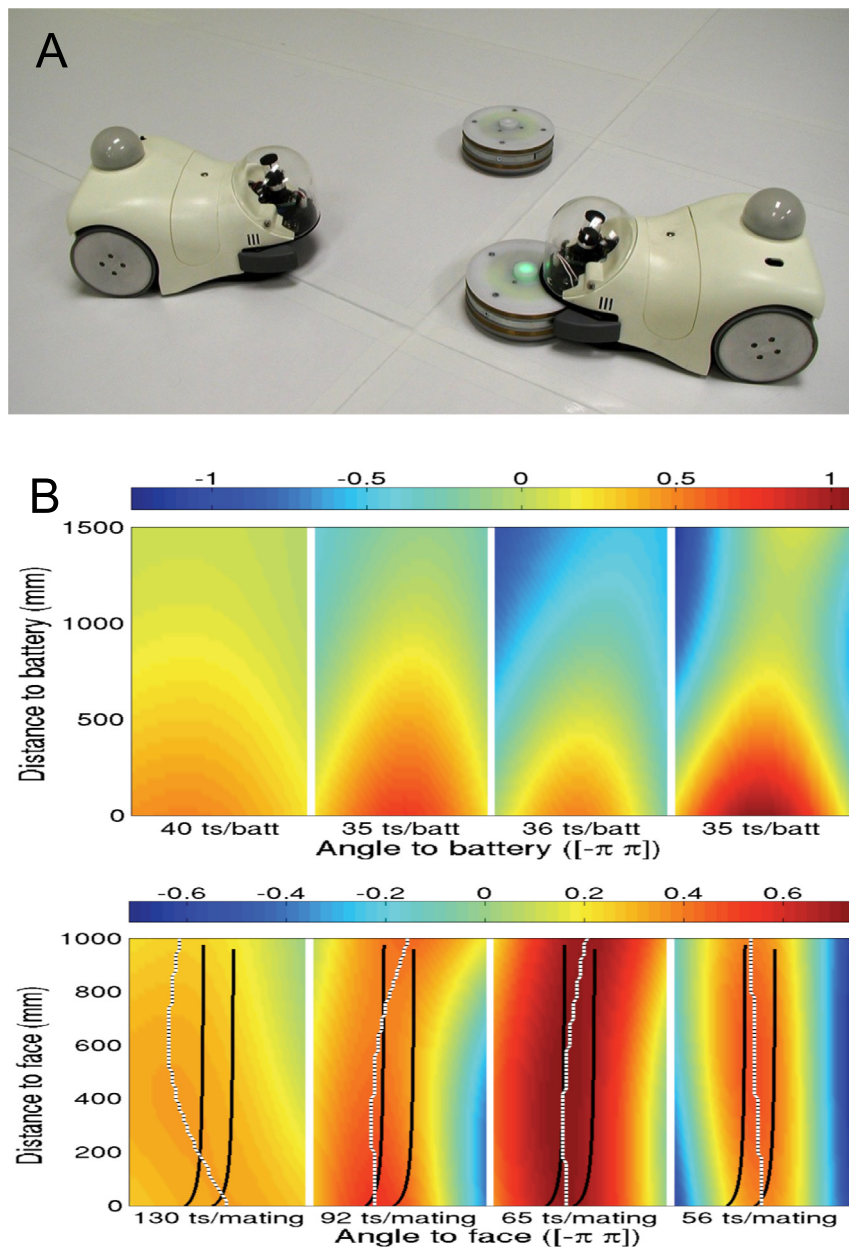 A
B
-1 -0.5 0 0.5 1
1500
1000
500
0
Distance to battery (mm)
40 ts/batt 35 ts/batt 36 ts/batt 35 ts/batt
Angle to battery ([-π π])
-0.6 -0.4 -0.2 0 0.2 0.4 0.6
1000
800
600
400
200
0
Distance to face (mm)
130 ts/mating 92 ts/mating 65 ts/mating 56 ts/mating
Angle to face ([-π π])